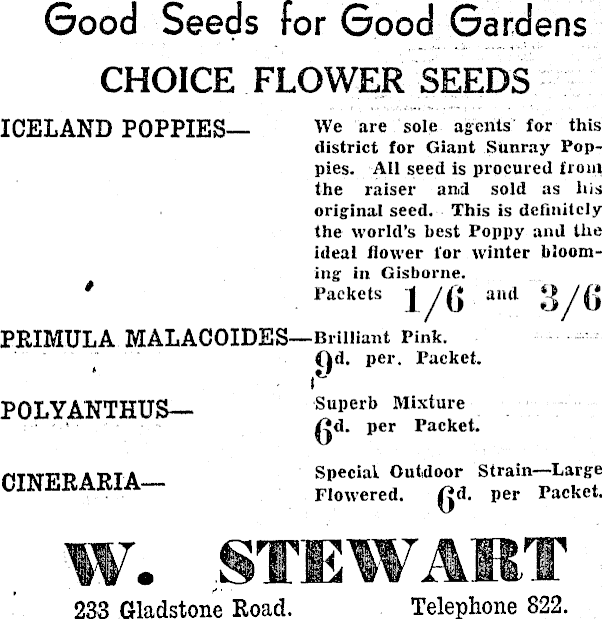 Good Seeds for Good Gardens
CHOICE FLOWER SEEDS
ICELAND POPPIES—
We are sole agents for this
district for Giant Sunray Pop-
pies. All seed is procured from
the raiser and sold as his
original seed. This is definitely
the world's best Poppy and the
ideal flower for winter bloom-
ing in Gisborne.
Packets 1/6 and 3/6
PRIMULA MALACOIDES—Brilliant Pink.
9d. per. Packet.
POLYANTHUS—
Superb Mixture
6d. per Packet.
CINERARIA—
Special Outdoor Strain—Large
Flowered. 6d. per Packet.
W. STEWART
233 Gladstone Road. Telephone 822.